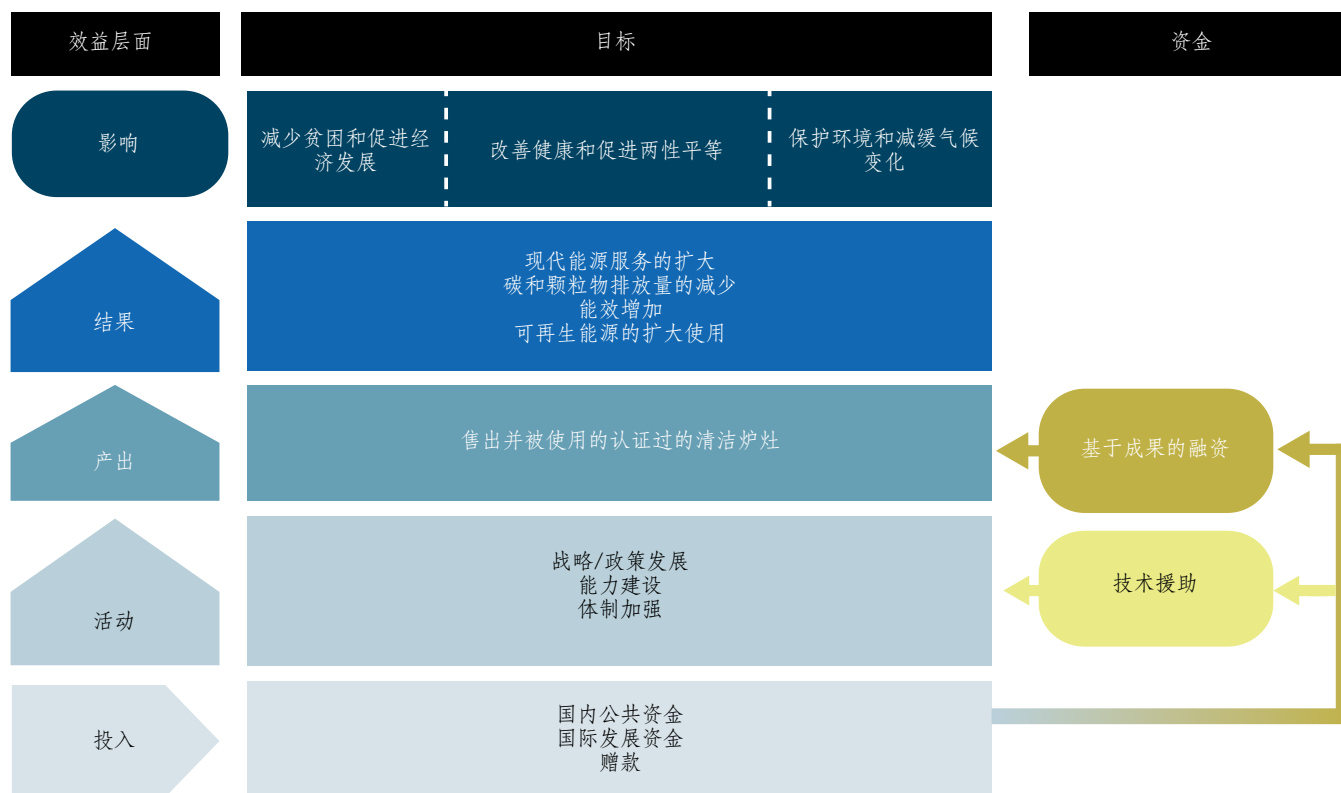 效益层面
目标
资金
影响
减少贫困和促进经
济发展
改善健康和促进两性平等
保护环境和减缓气候
变化
结果
现代能源服务的扩大
碳和颗粒物排放量的减少
能效增加
可再生能源的扩大使用
产出
售出并被使用的认证过的清洁炉灶
基于成果的融资
活动
战略/政策发展
能力建设
体制加强
技术援助
投入
国内公共资金
国际发展资金
赠款